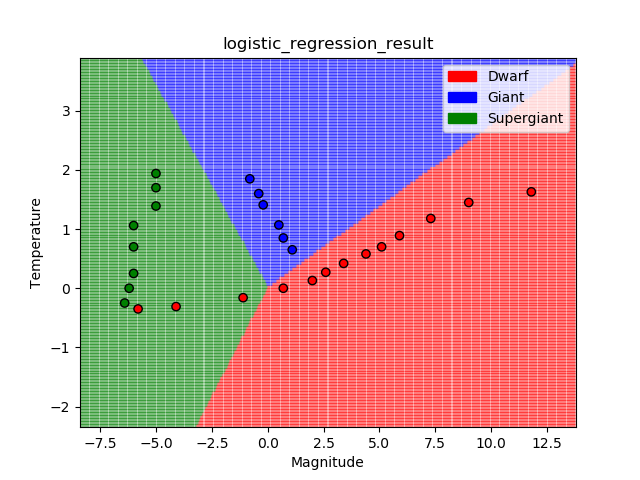 logistic_regression_result
Dwarf
Giant
Supergiant
3
2
1
0
−1
−2
Temperature
−7.5 −5.0 −2.5 0.0 2.5 5.0 7.5 10.0 12.5
Magnitude